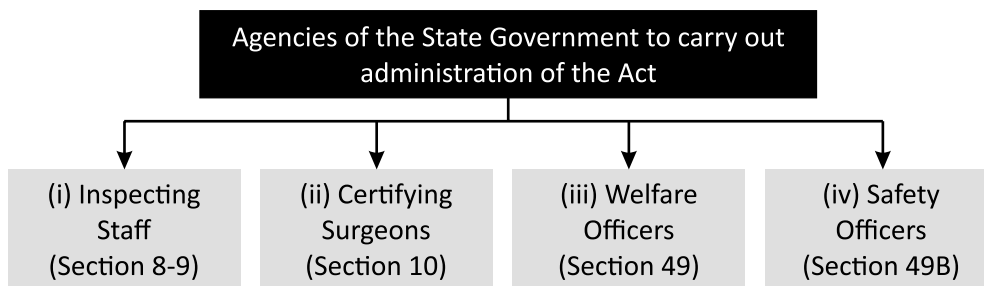 Agencies of the State Government to carry out
administration of the Act
(i) Inspecting
Staff
(Section 8-9)
(ii) Certifying
Surgeons
(Section 10)
(iii) Welfare
Officers
(Section 49)
(iv) Safety
Officers
(Section 49B)